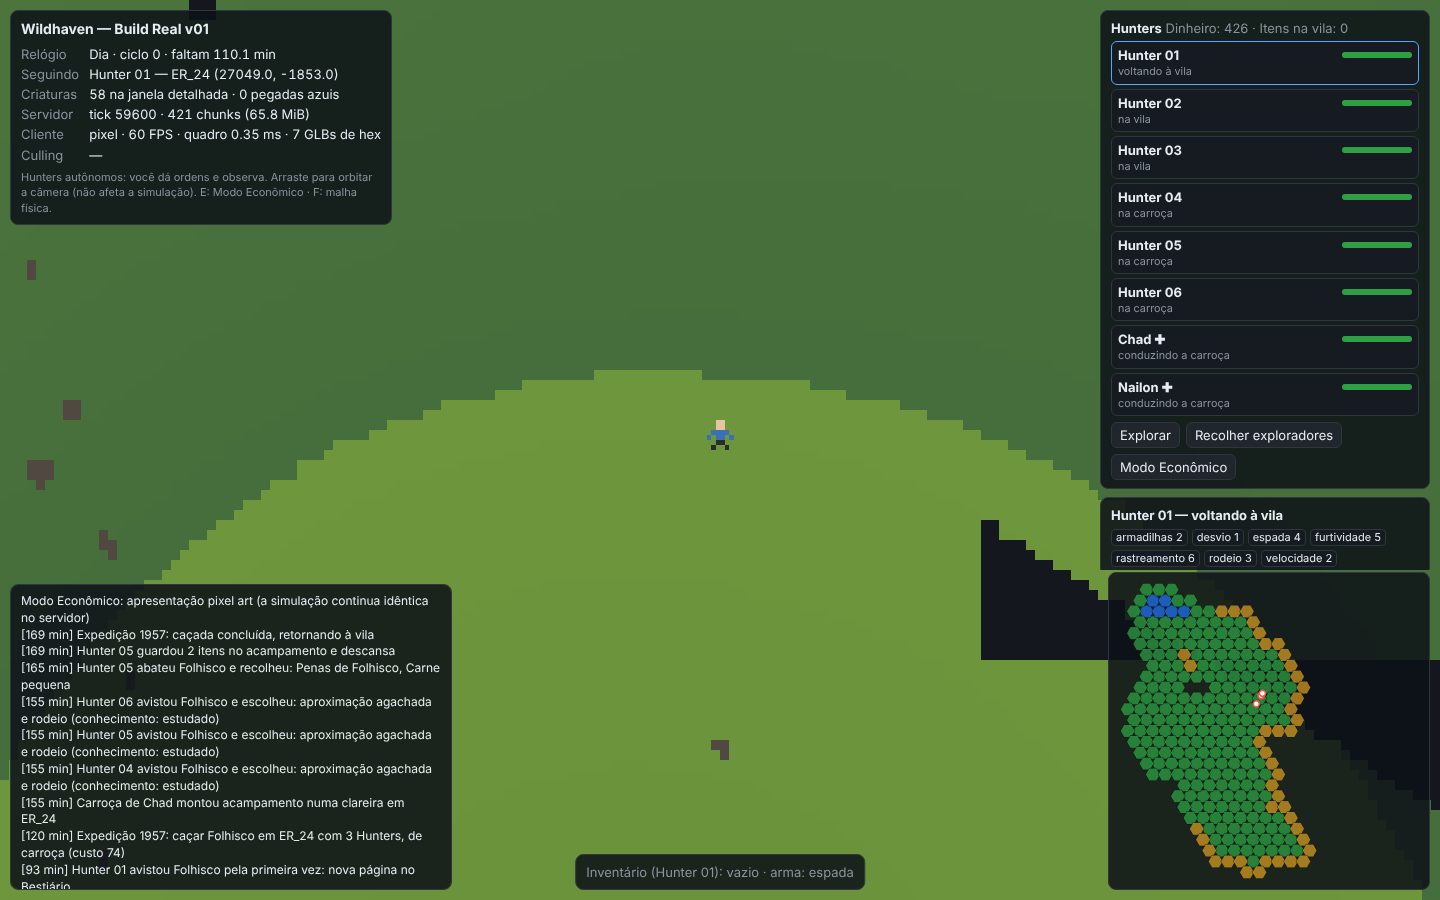 Wildhaven — Build Real v01
Relógio Dia · ciclo 0 · faltam 110.1 min
Seguindo Hunter 01 — ER_24 (27049.0, -1853.0)
Criaturas 58 na janela detalhada · 0 pegadas azuis
Servidor tick 59600 · 421 chunks (65.8 MiB)
Cliente pixel · 60 FPS · quadro 0.35 ms · 7 GLBs de hex
Culling —
Hunters autônomos: você dá ordens e observa. Arraste para orbitar
a câmera (não afeta a simulação). E: Modo Econômico · F: malha
física.
Modo Econômico: apresentação pixel art (a simulação continua idêntica
no servidor)
[169 min] Expedição 1957: caçada concluída, retornando à vila
[169 min] Hunter 05 guardou 2 itens no acampamento e descansa
[165 min] Hunter 05 abateu Folhisco e recolheu: Penas de Folhisco, Carne
pequena
[155 min] Hunter 06 avistou Folhisco e escolheu: aproximação agachada
e rodeio (conhecimento: estudado)
[155 min] Hunter 05 avistou Folhisco e escolheu: aproximação agachada
e rodeio (conhecimento: estudado)
[155 min] Hunter 04 avistou Folhisco e escolheu: aproximação agachada
e rodeio (conhecimento: estudado)
[155 min] Carroça de Chad montou acampamento numa clareira em
ER_24
[120 min] Expedição 1957: caçar Folhisco em ER_24 com 3 Hunters, de
carroça (custo 74)
[93 min] Hunter 01 avistou Folhisco pela primeira vez: nova página no
Bestiário
Inventário (Hunter 01): vazio · arma: espada
Hunters Dinheiro: 426 · Itens na vila: 0
Hunter 01
voltando à vila
Hunter 02
na vila
Hunter 03
na vila
Hunter 04
na carroça
Hunter 05
na carroça
Hunter 06
na carroça
Chad ✚
conduzindo a carroça
Nailon ✚
conduzindo a carroça
Explorar Recolher exploradores
Modo Econômico
Hunter 01 — voltando à vila
armadilhas 2 desvio 1 espada 4 furtividade 5
rastreamento 6 rodeio 3 velocidade 2